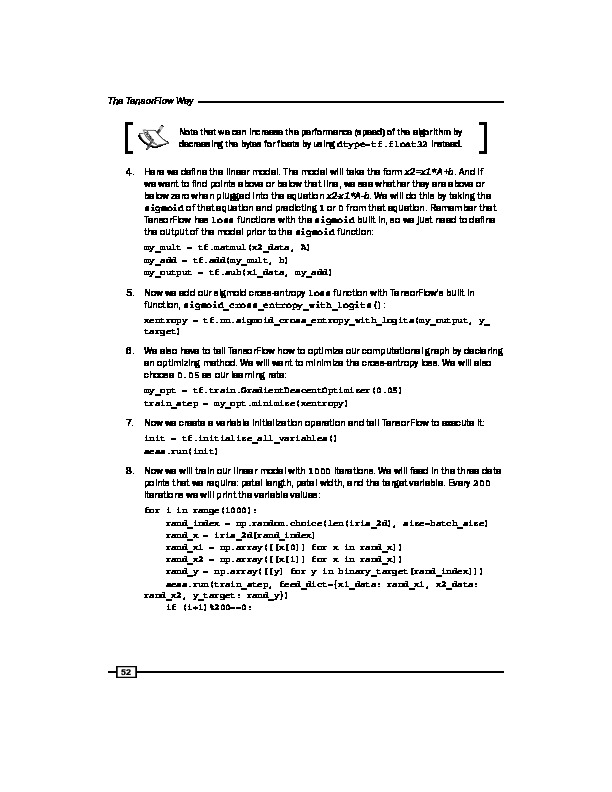 The TensorFlow Way
Note that we can increase the performance (speed) of the algorithm by
decreasing the bytes for floats by using dtype=tf.float32 instead.
4. Here we define the linear model. The model will take the form x2=x1*A+b. And if
we want to find points above or below that line, we see whether they are above or
below zero when plugged into the equation x2-x1*A-b. We will do this by taking the
sigmoid of that equation and predicting 1 or 0 from that equation. Remember that
TensorFlow has loss functions with the sigmoid built in, so we just need to define
the output of the model prior to the sigmoid function:
my_mult = tf.matmul(x2_data, A)
my_add = tf.add(my_mult, b)
my_output = tf.sub(x1_data, my_add)
5. Now we add our sigmoid cross-entropy loss function with TensorFlow's built in
function, sigmoid_cross_entropy_with_logits():
xentropy = tf.nn.sigmoid_cross_entropy_with_logits(my_output, y_
target)
6. We also have to tell TensorFlow how to optimize our computational graph by declaring
an optimizing method. We will want to minimize the cross-entropy loss. We will also
choose 0.05 as our learning rate:
my_opt = tf.train.GradientDescentOptimizer(0.05)
train_step = my_opt.minimize(xentropy)
7. Now we create a variable initialization operation and tell TensorFlow to execute it:
init = tf.initialize_all_variables()
sess.run(init)
8. Now we will train our linear model with 1000 iterations. We will feed in the three data
points that we require: petal length, petal width, and the target variable. Every 200
iterations we will print the variable values:
for i in range(1000):
    rand_index = np.random.choice(len(iris_2d), size=batch_size)
    rand_x = iris_2d[rand_index]
    rand_x1 = np.array([[x[0]] for x in rand_x])
    rand_x2 = np.array([[x[1]] for x in rand_x])
    rand_y = np.array([[y] for y in binary_target[rand_index]])
    sess.run(train_step, feed_dict={x1_data: rand_x1, x2_data:
rand_x2, y_target: rand_y})
    if (i+1)%200==0:
52